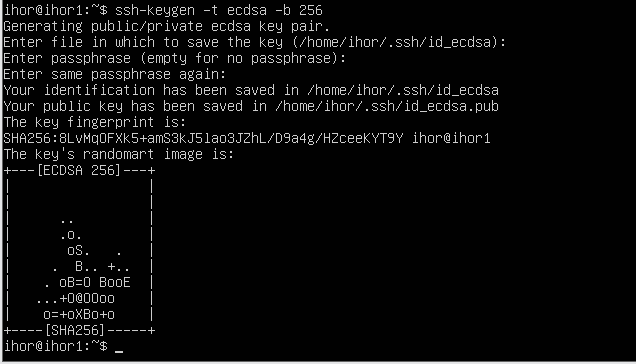 ihor@ihor1:~$ ssh-keygen -t ecdsa -b 256
Generating public/private ecdsa key pair.
Enter file in which to save the key (/home/ihor/.ssh/id_ecdsa):
Enter passphrase (empty for no passphrase):
Enter same passphrase again:
Your identification has been saved in /home/ihor/.ssh/id_ecdsa
Your public key has been saved in /home/ihor/.ssh/id_ecdsa.pub
The key fingerprint is:
SHA256:8LvMqOFXk5+amS3kJ5lao3JZhL/D9a4g/HZceeKYT9Y ihor@ihor1
The key's randomart image is:
+---[ECDSA 256]---+
|                 |
|                 |
|      ..         |
|      .o.        |
|       oS.   .   |
|     .  B.. +..  |
|    . oB=O BooE  |
|   ...+O@OOoo    |
|    o=+oXBo+o    |
+----[SHA256]-----+
ihor@ihor1:~$ _